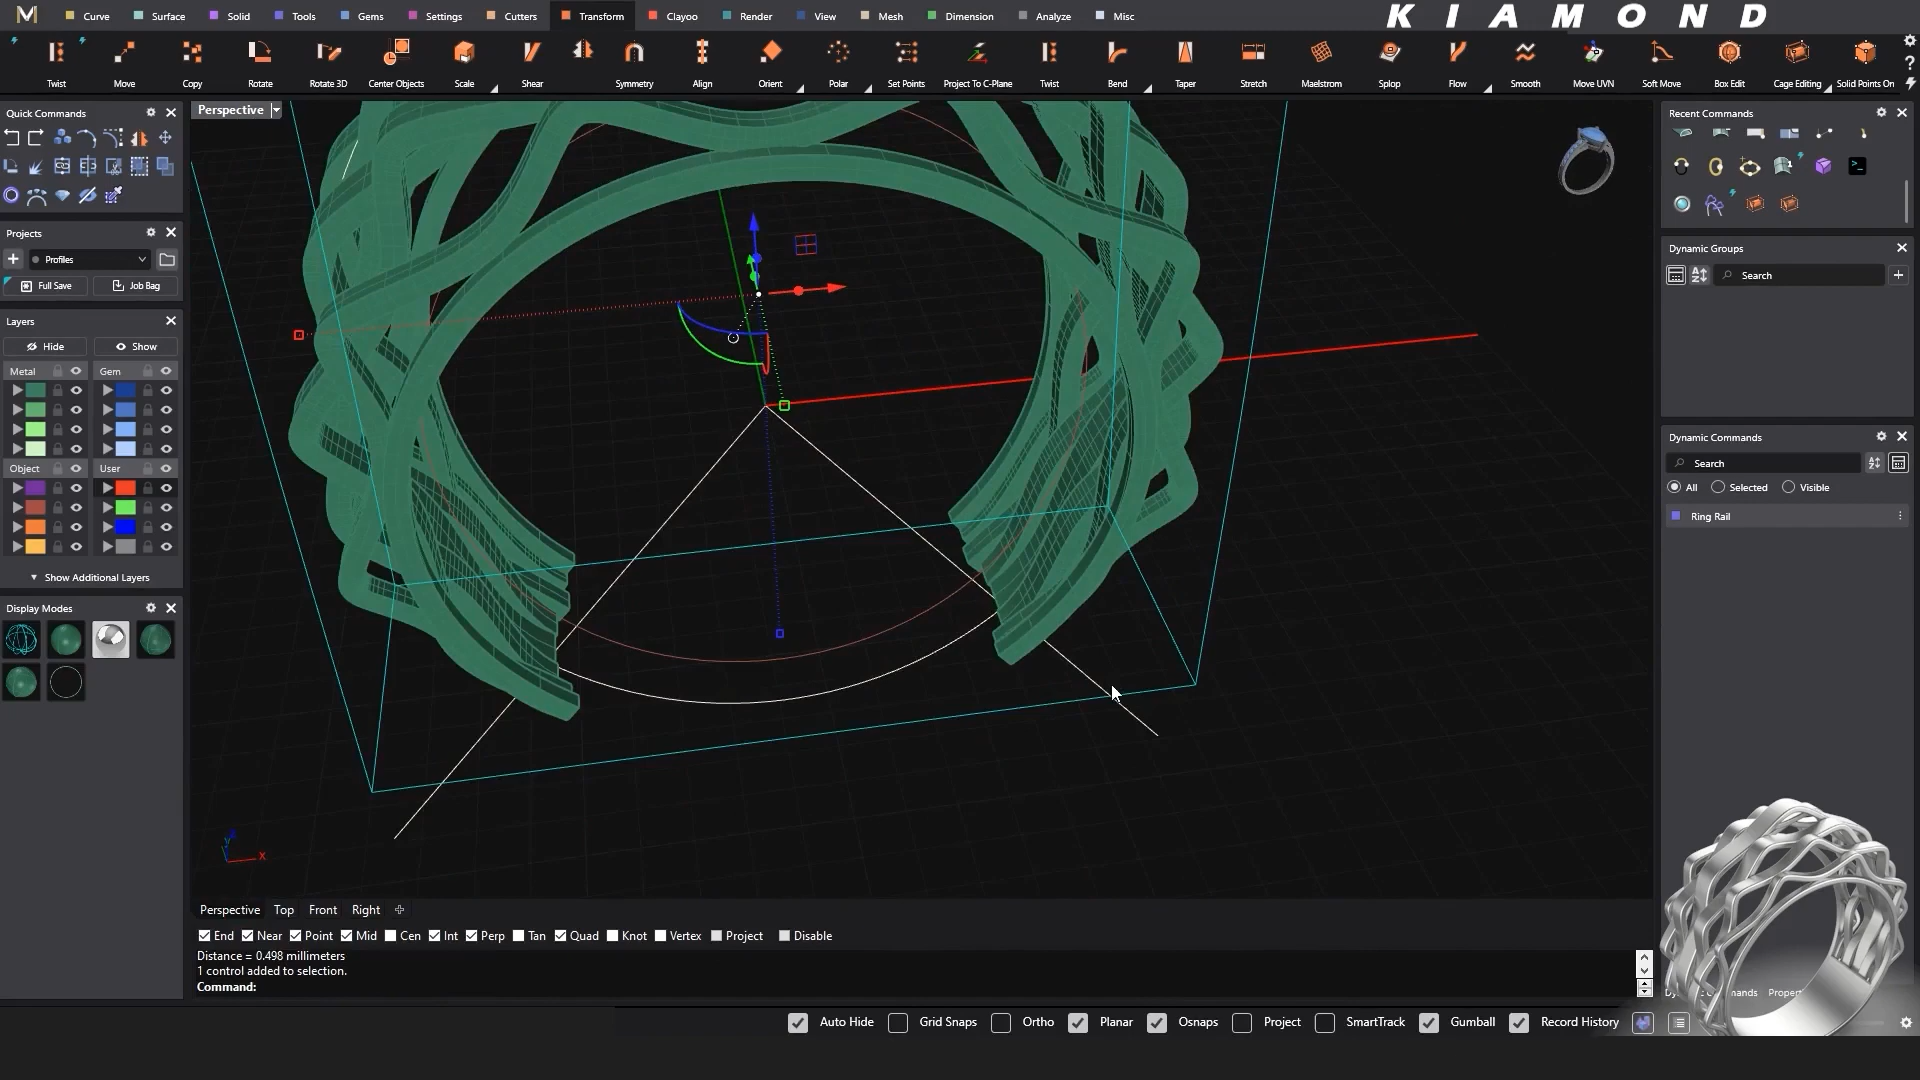 Curve Surface Solid Tools Gems Settings Cutters Transform Clayoo Render View Mesh Dimension Analyze Misc
KIAMOND
Twist Move Copy Rotate Rotate 3D Center Objects Scale Shear Symmetry Align Orient Polar Set Points Project To C-Plane Twist Bend Taper Stretch Maelstrom Splop Flow Smooth Move UVN Soft Move Box Edit Cage Editing Solid Points On
Quick Commands
Projects
Profiles
Full Save Job Bag
Layers
Hide Show
Metal Gem
Object User
Show Additional Layers
Display Modes
Perspective
x
Recent Commands
Dynamic Groups
Search
Dynamic Commands
Search
All Selected Visible
Ring Rail
Perspective Top Front Right
End Near Point Mid Cen Int Perp Tan Quad Knot Vertex Project Disable
Distance = 0.498 millimeters
1 control added to selection.
Command:
Auto Hide Grid Snaps Ortho Planar Osnaps Project SmartTrack Gumball Record History